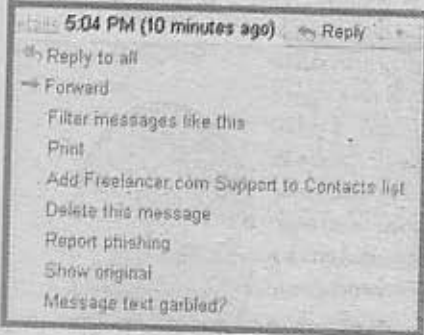 details 5:04 PM (10 minutes ago) Reply
Reply to all
Forward
Filter messages like this
Print
Add Freelancer.com Support to Contacts list
Delete this message
Report phishing
Show original
Message text garbled?